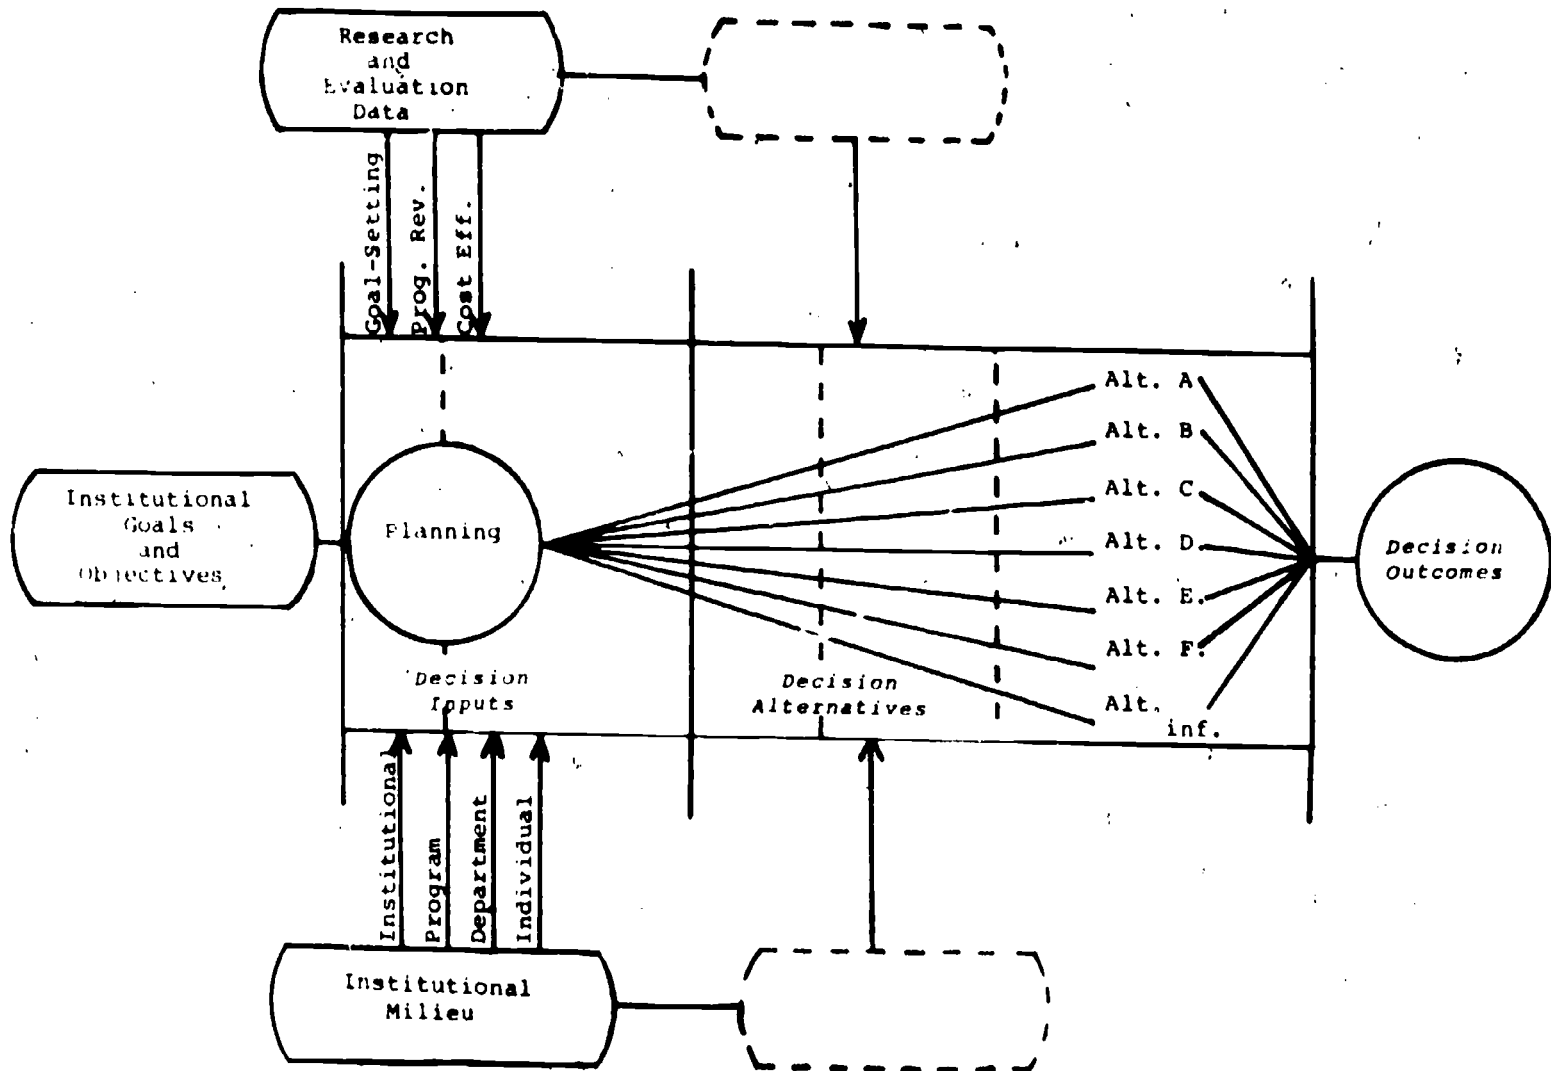 Research
and
Evaluation
Data
Goal-Setting
Prog. Rev.
Cost Eff.
Alt. A
Alt. B
Alt. C
Alt. D.
Alt. E.
Alt. F.
Alt.
inf.
Institutional
Goals
and
Objectives
Planning
Decision
Outcomes
Decision
Inputs
Decision
Alternatives
Institutional
Program
Department
Individual
Institutional
Milieu